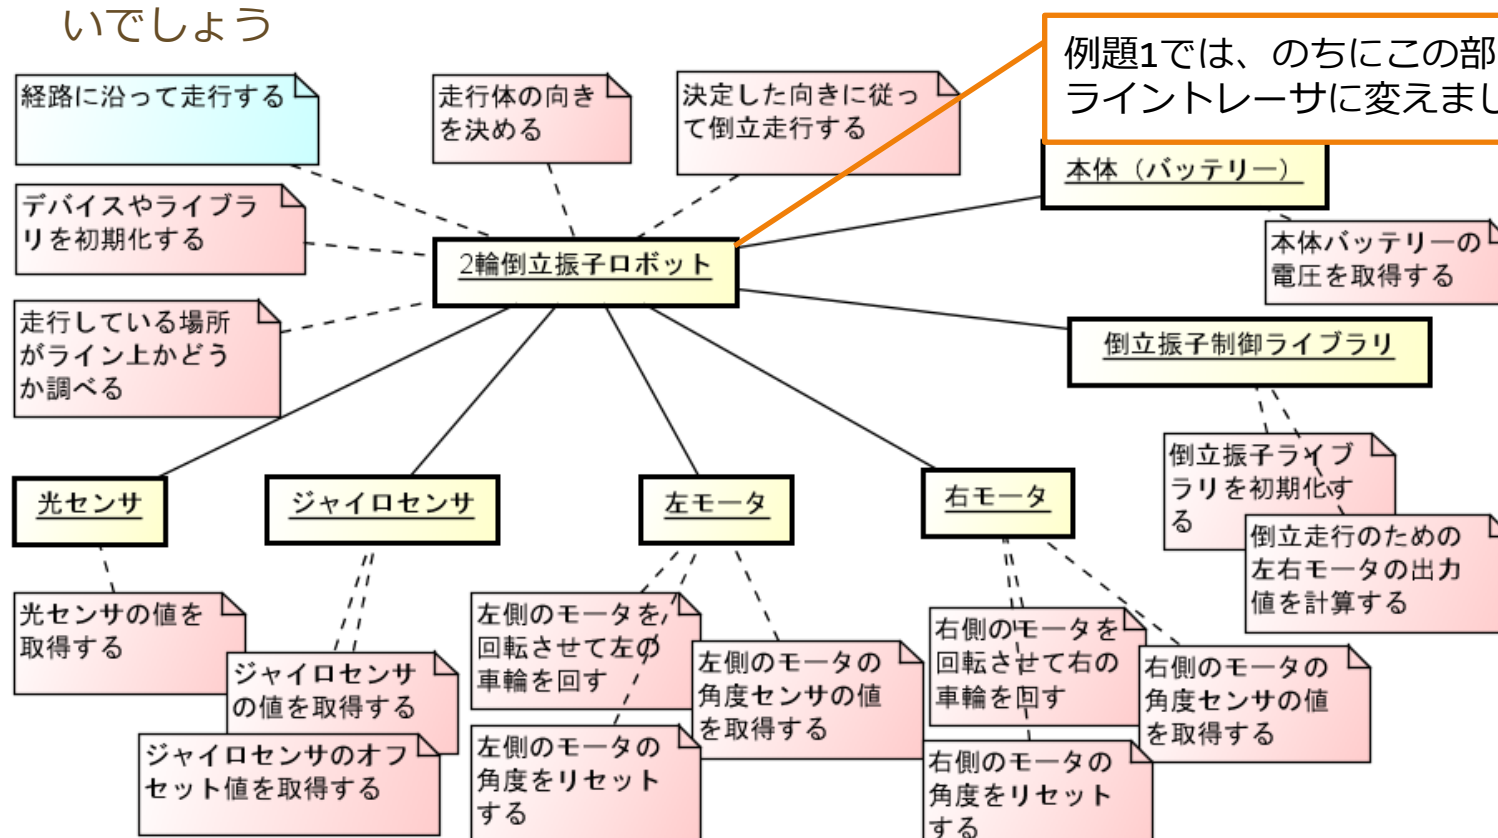 いでしょう
例題1では、のちにこの部
ライントレーサに変えまし
経路に沿って走行する
走行体の向き
を決める
決定した向きに従っ
て倒立走行する
本体（バッテリー）
デバイスやライブラ
リを初期化する
本体バッテリーの
電圧を取得する
2輪倒立振子ロボット
走行している場所
がライン上かどう
か調べる
倒立振子制御ライブラリ
倒立振子ライブ
ラリを初期化す
る
倒立走行のための
左右モータの出力
値を計算する
光センサ
ジャイロセンサ
左モータ
右モータ
光センサの値を
取得する
ジャイロセンサ
の値を取得する
ジャイロセンサのオフ
セット値を取得する
左側のモータを
回転させて左の
車輪を回す
左側のモータの
角度センサの値
を取得する
左側のモータの
角度をリセット
する
右側のモータを
回転させて右の
車輪を回す
右側のモータの
角度センサの値
を取得する
右側のモータの
角度をリセット
する